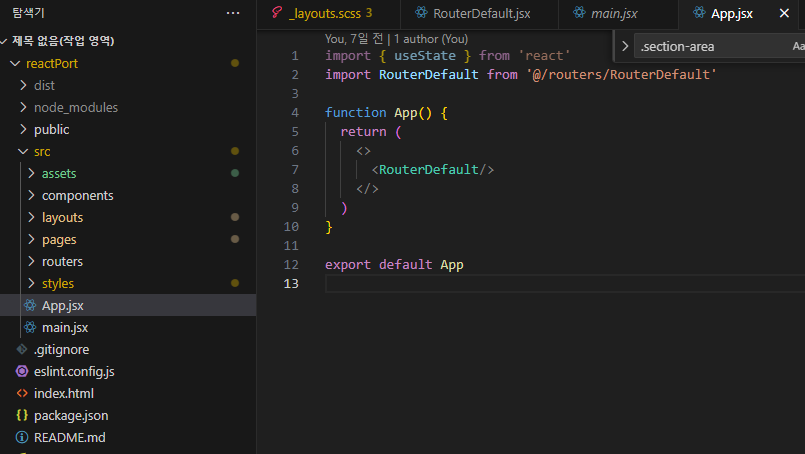 탐색기 ···
제목 없음(작업 영역)
reactPort
dist
node_modules
public
src
assets
components
layouts
pages
routers
styles
App.jsx
main.jsx
.gitignore
eslint.config.js
index.html
package.json
README.md
_layouts.scss 3 RouterDefault.jsx main.jsx App.jsx
.section-area Aa
You, 7일 전 | 1 author (You)
1 import { useState } from 'react'
2 import RouterDefault from '@/routers/RouterDefault'
3
4 function App() {
5 return (
6 <>
7 <RouterDefault/>
8 </>
9 )
10 }
11
12 export default App
13